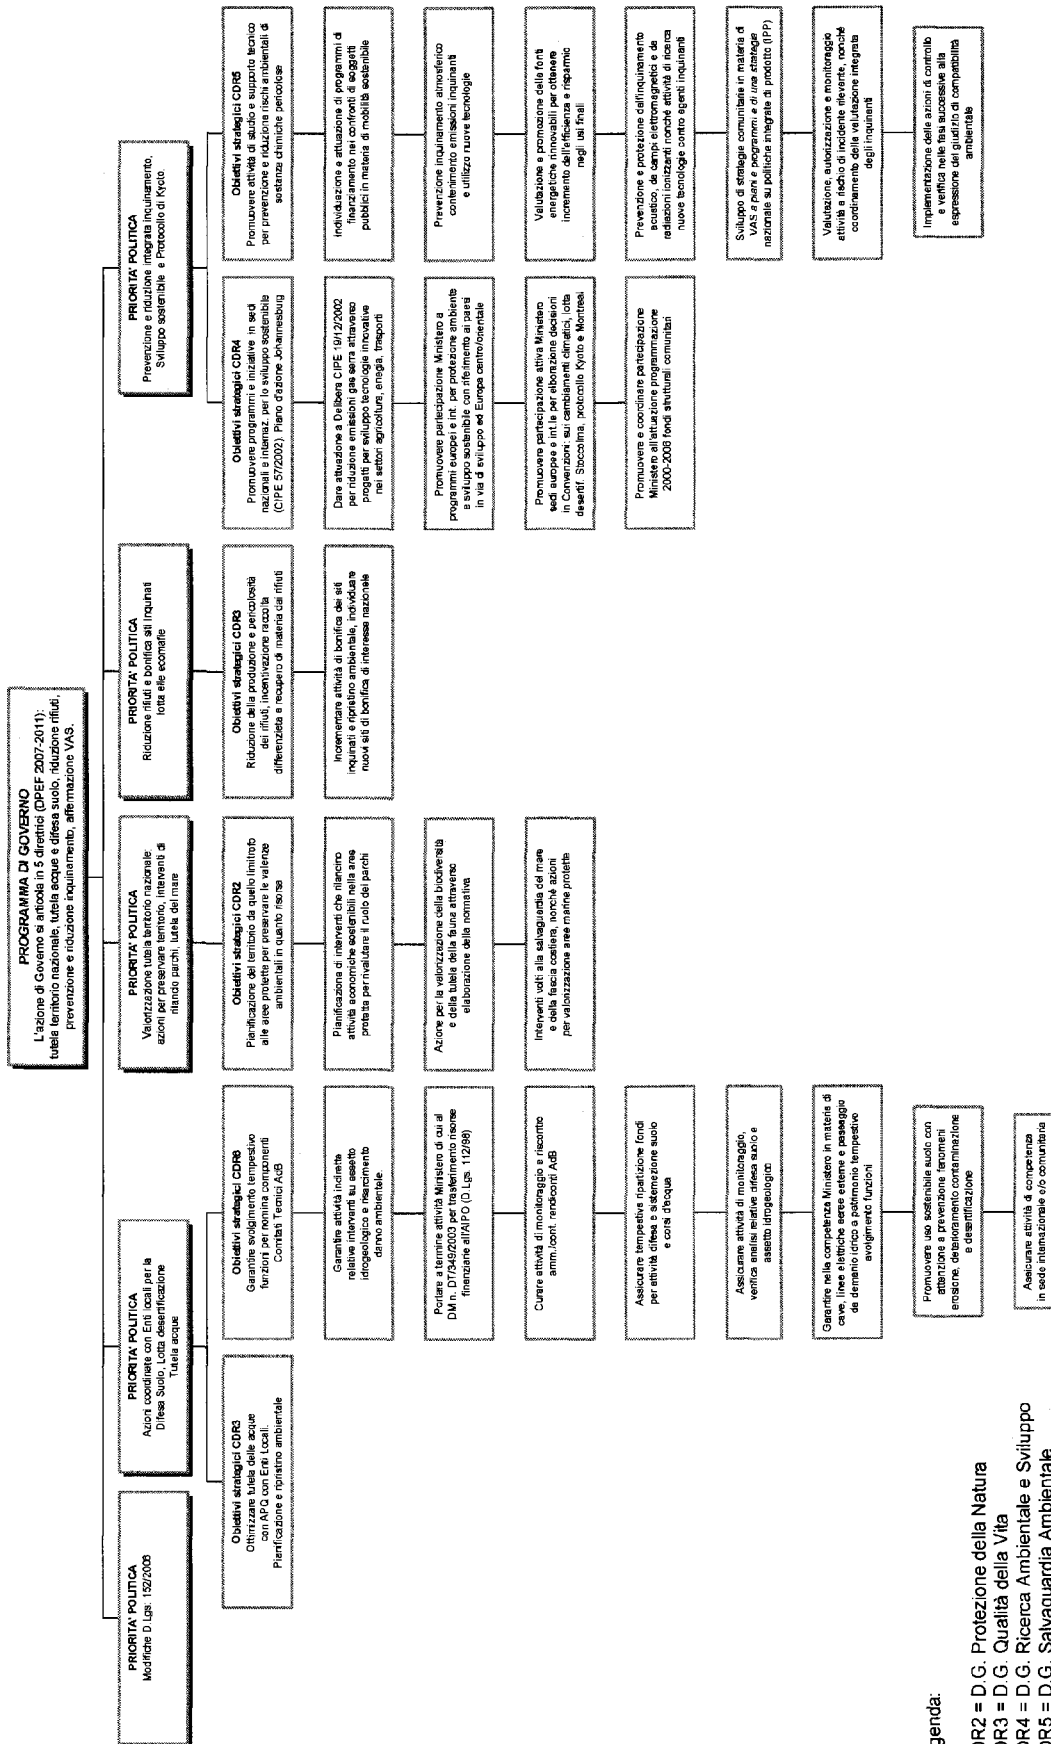 PROGRAMMA DI GOVERNO
L'azione di Governo si articola in 5 direttrici (DPEF 2007-2011):
tutela territorio nazionale, tutela acque e difesa suolo, riduzione rifiuti,
prevenzione e riduzione inquinamento, affermazione VAS.
PRIORITA' POLITICA
Modifiche D.Lgs. 152/2006
PRIORITA' POLITICA
Azioni coordinate con Enti locali per la
Difesa Suolo, Lotta desertificazione
Tutela acque
Obiettivi strategici CDR3
Ottimizzare tutela delle acque
con APQ con Enti Locali.
Pianificazione e ripristino ambientale
Obiettivi strategici CDR6
Garantire svolgimento tempestivo
funzioni per nomina componenti
Comitati Tecnici AdB
Garantire attività indirette
relative interventi su assetto
idrogeologico e risarcimento
danno ambientale.
Portare a termine attività Ministero di cui al
DM n. DT/349/2003 per trasferimento risorse
finanziarie all'AIPO (D.Lgs. 112/98)
Curare attività di monitoraggio e riscontro
amm./cont. rendiconti AdB
Assicurare tempestiva ripartizione fondi
per attività difesa e sistemazione suolo
e corsi d'acqua
Assicurare attività di monitoraggio,
verifica analisi relative difesa suolo e
assetto idrogeologico
Garantire nella competenza Ministero in materia di
cave, linee elettriche aeree esterne e passaggio
da demanio idrico a patrimonio tempestivo
svolgimento funzioni
Promuovere uso sostenibile suolo con
attenzione a prevenzione fenomeni
erosione, deterioramento contaminazione
e desertificazione
Assicurare attività di competenza
in sede internazionale e/o comunitaria
PRIORITA' POLITICA
Valorizzazione tutela territorio nazionale:
azioni per preservare territorio, interventi di
rilancio parchi, tutela del mare
Obiettivi strategici CDR2
Pianificazione del territorio da quello limitrofo
alle aree protette per preservare le valenze
ambientali in quanto risorsa
Pianificazione di interventi che rilancino
attività economiche sostenibili nella aree
protette per rivalutare il ruolo dei parchi
Azione per la valorizzazione della biodiversità
e della tutela della fauna attraverso
elaborazione della normativa
Interventi volti alla salvaguardia del mare
e della fascia costiera, nonchè azioni
per valorizzazione aree marine protette
PRIORITA' POLITICA
Riduzione rifiuti e bonifica siti Inquinati
lotta alle ecomafie
Obiettivi strategici CDR3
Riduzione della produzione e pericolosità
dei rifiuti, incentivazione raccolta
differenziata e recupero di materia dai rifiuti
Incrementare attività di bonifica dei siti
inquinati e ripristino ambientale, individuare
nuovi siti di bonifica di interesse nazionale
PRIORITA' POLITICA
Prevenzione e riduzione integrata inquinamento,
Sviluppo sostenibile e Protocollo di Kyoto.
Obiettivi strategici CDR4
Promuovere programmi e iniziative in sedi
nazionali e internaz. per lo sviluppo sostenibile
(CIPE 57/2002). Piano d'azione Johannesburg
Dare attuazione a Delibera CIPE 19/12/2002
per riduzione emissioni gas serra attraverso
progetti per sviluppo tecnologie innovative
nei settori agricoltura, energia, trasporti
Promuovere partecipazione Ministero a
programmi europei e int. per protezione ambiente
e sviluppo sostenibile con riferimento ai paesi
in via di sviluppo ed Europa centro/orientale
Promuovere partecipazione attiva Ministero
sedi europee e int.le per elborazione decisioni
in Convenzioni: sui cambiamenti climatici, lotta
desertif. Stoccolma, protocollo Kyoto e Montreal
Promuovere e coordinare partecipazione
Ministero all'attuazione programmazione
2000-2006 fondi strutturali comunitari
Obiettivi strategici CDR5
Promuovere attività di studio e supporto tecnico
per prevenzione e riduzione rischi ambientali di
sostanze chimiche pericolose
Individuazione e attuazione di programmi di
finanziamento nei confronti di soggetti
pubblici in materia di mobilità sostenibile
Prevenzione inquinamento atmosferico
contenimento emissioni inquinanti
e utilizzo nuove tecnologie
Valutazione e promozione delle fonti
energetiche rinnovabili per ottenere
incremento dell'efficienza e risparmio
negli usi finali
Prevenzione e protezione dall'inquinamento
acustico, da campi elettromagnetici e da
radiazioni ionizzanti nonché attività di ricerca
nuove tecnologie contro agenti inquinanti
Sviluppo di strategie comunitarie in materia di
VAS a piani e programmi e di una strategia
nazionale su politiche integrate di prodotto (IPP)
Valutazione, autorizzazione e monitoraggio
attività a rischio di incidente rilevante, nonché
coordinamento della valutazione integrata
degli inquinanti
Implementazione delle azioni di controllo
e verifica nelle fasi successive alla
espressione del giudizio di compatibilità
ambientale
genda:
DR2 = D.G. Protezione della Natura
DR3 = D.G. Qualità della Vita
DR4 = D.G. Ricerca Ambientale e Sviluppo
DR5 = D.G. Salvaguardia Ambientale